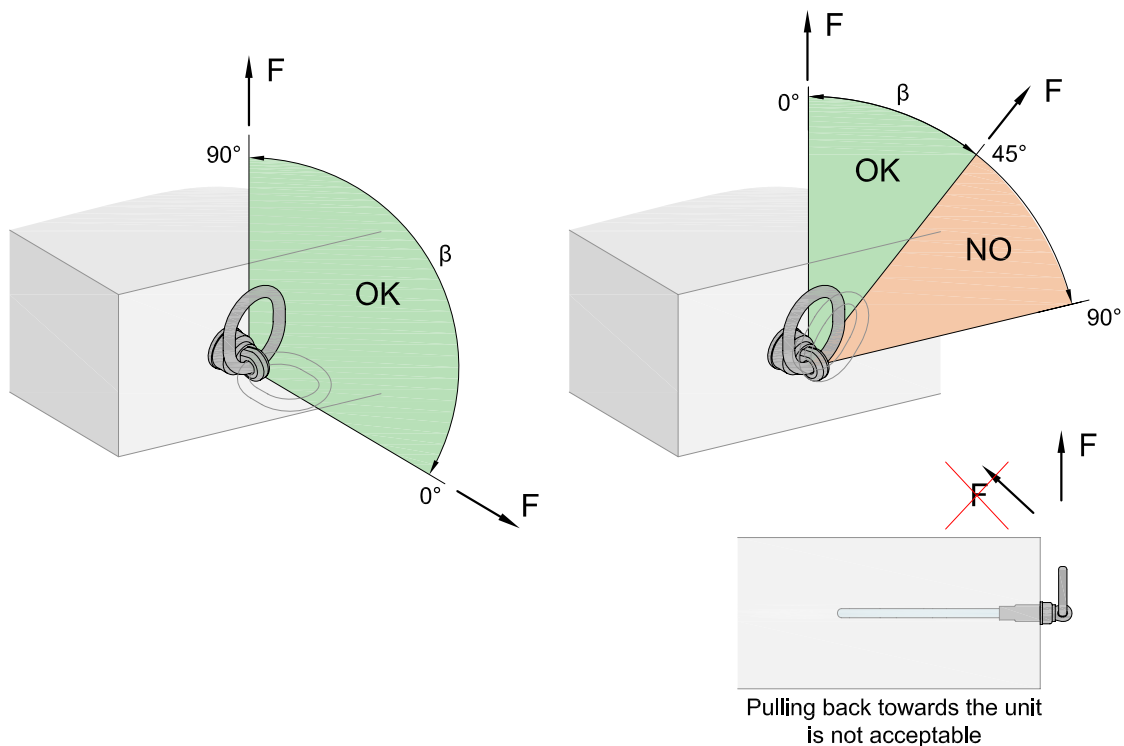 F
90°
β
OK
0°
F
F
0°
β
F
45°
OK
NO
90°
F
F
Pulling back towards the unit
is not acceptable